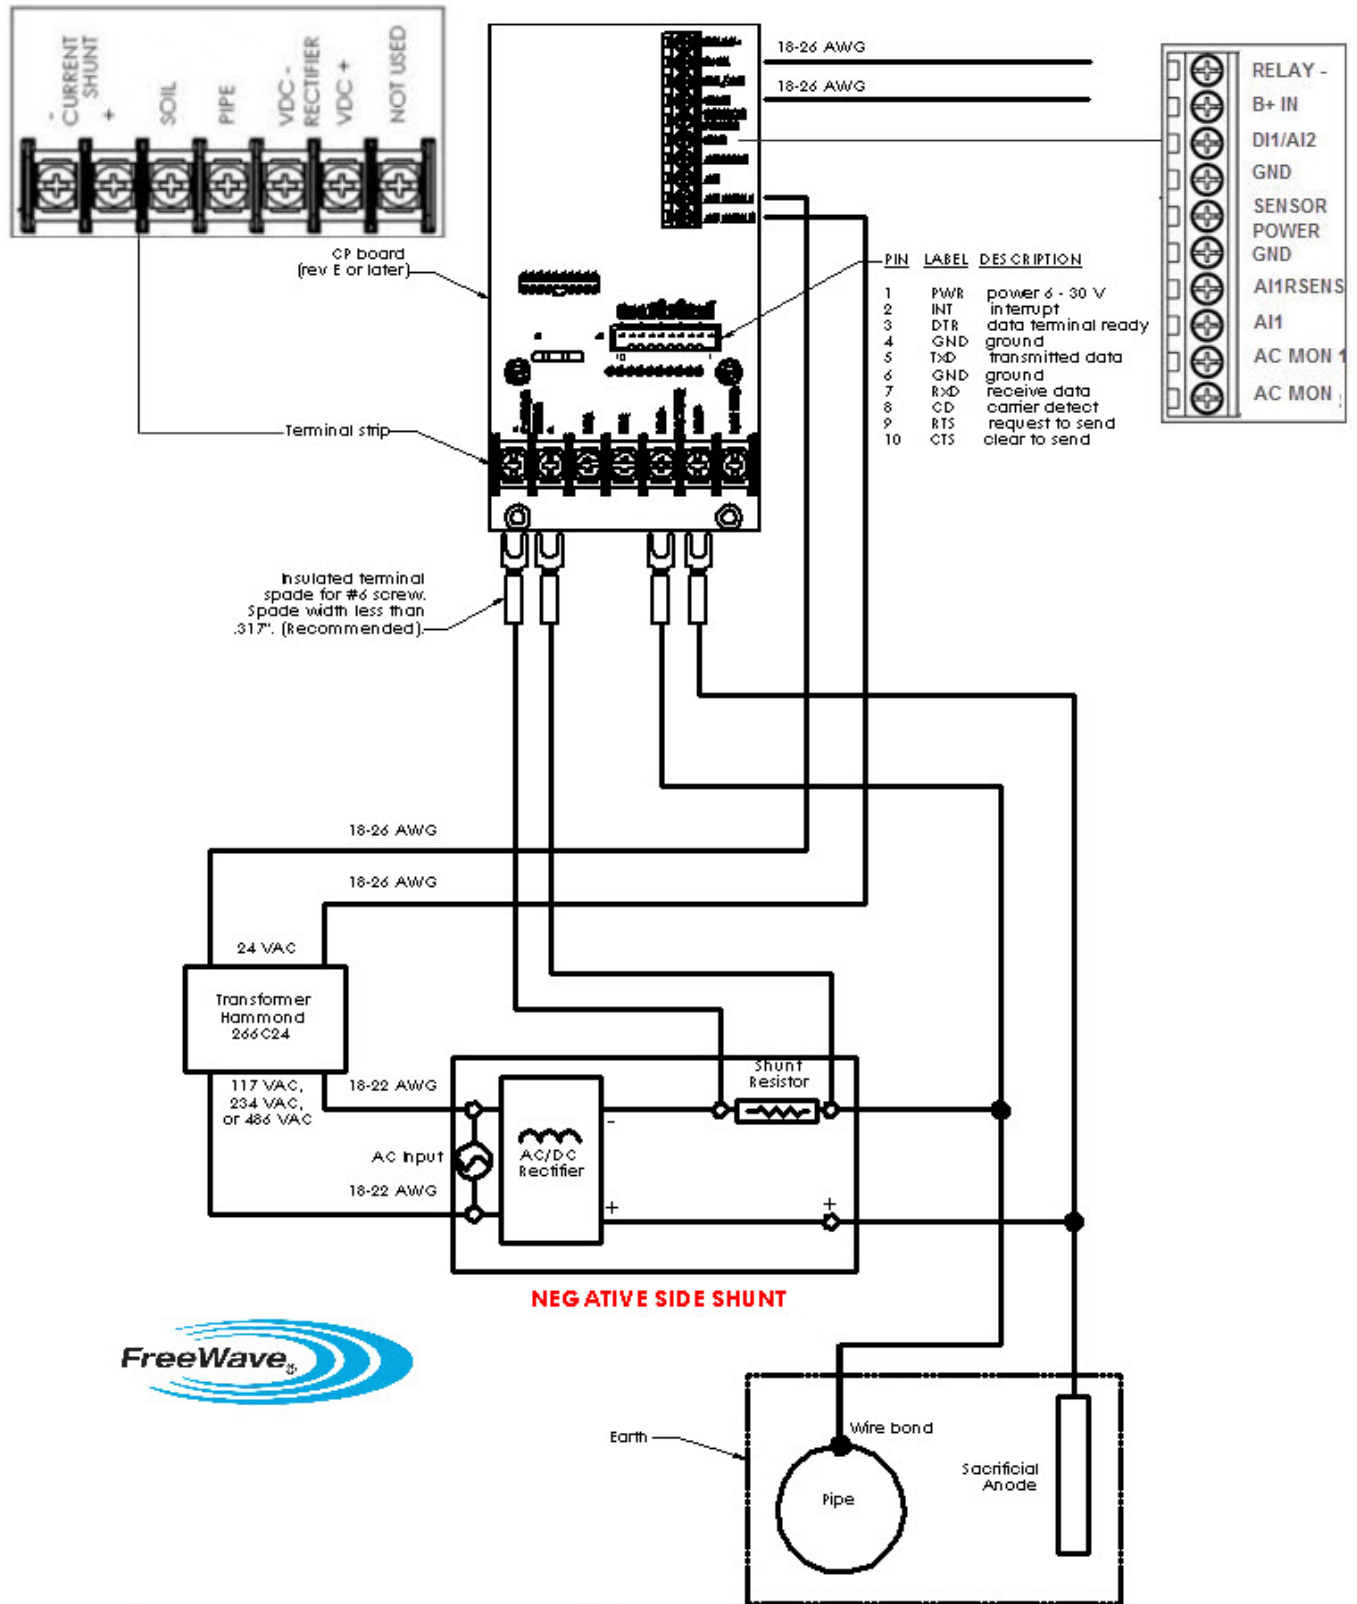 - CURRENT
SHUNT
+
SOIL
PIPE
VDC -
RECTIFIER
VDC +
NOT USED
18-26 AWG
18-26 AWG
RELAY -
B+ IN
DI1/AI2
GND
SENSOR
POWER
GND
AI1RSENS
AI1
AC MON 1
AC MON
CP board
(rev E or later)
PIN LABEL DESCRIPTION
1 PWR power 6 - 30 V
2 INT interrupt
3 DTR data terminal ready
4 GND ground
5 TxD transmitted data
6 GND ground
7 RxD receive data
8 CD carrier detect
9 RTS request to send
10 CTS clear to send
Terminal strip
Insulated terminal
spade for #6 screw.
Spade width less than
.317". (Recommended).
18-26 AWG
18-26 AWG
24 VAC
Transformer
Hammond
266C24
117 VAC,
234 VAC,
or 486 VAC
18-22 AWG
Shunt
Resistor
-
AC Input
AC/DC
Rectifier
18-22 AWG
+
+
NEGATIVE SIDE SHUNT
FreeWave®
Earth
Wire bond
Pipe
Sacrificial
Anode